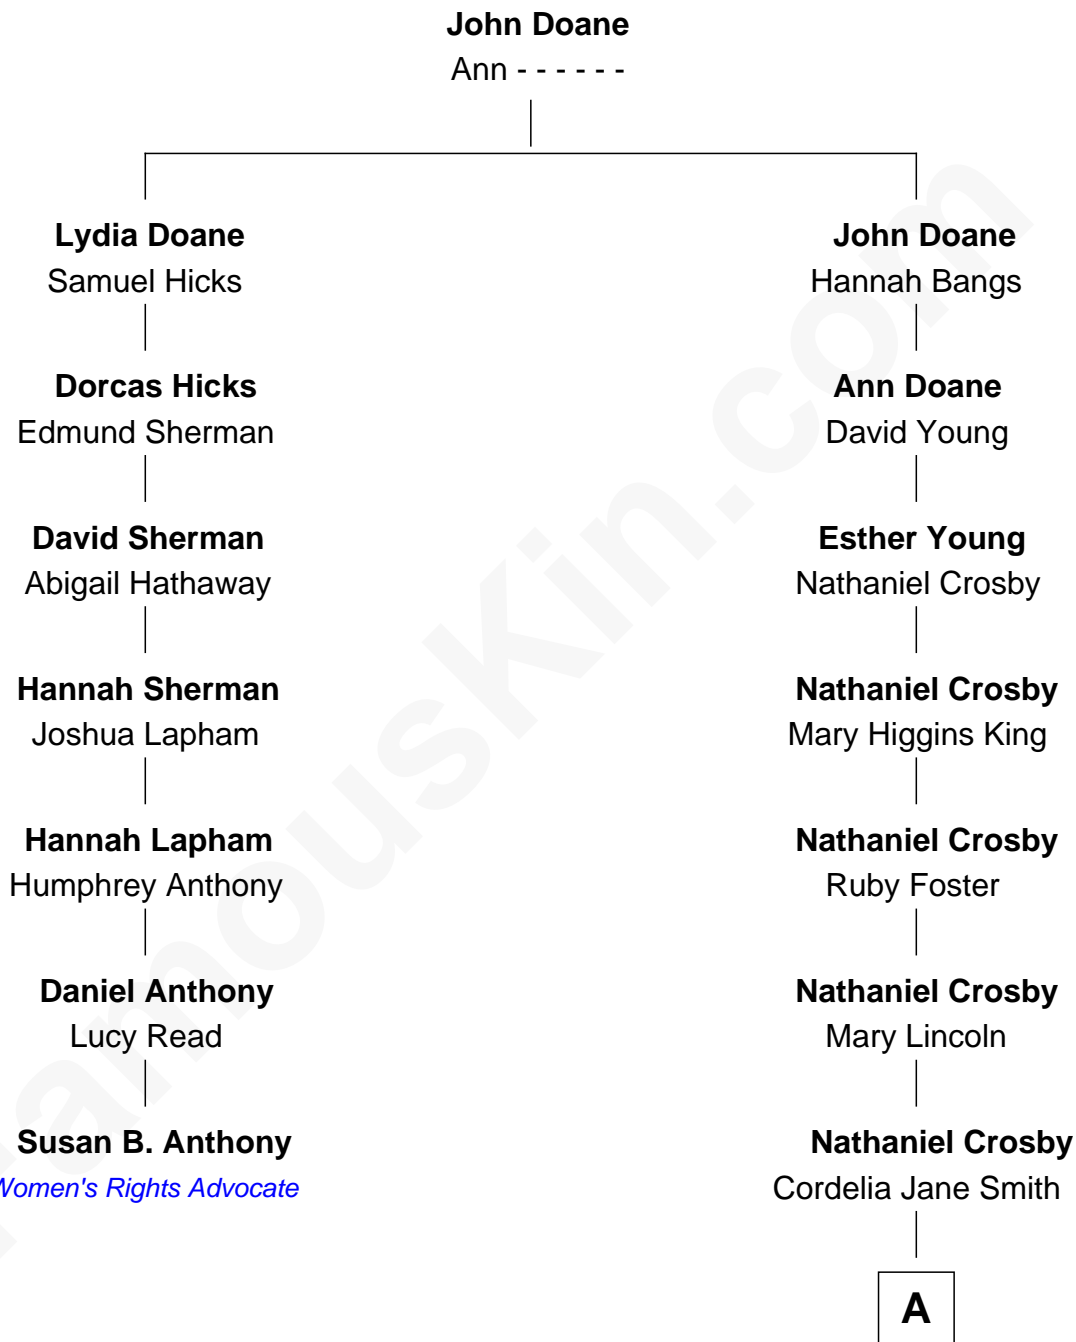 John Doane
Ann - - - - - -
Lydia Doane
Samuel Hicks
John Doane
Hannah Bangs
Dorcas Hicks
Edmund Sherman
Ann Doane
David Young
David Sherman
Abigail Hathaway
Esther Young
Nathaniel Crosby
Hannah Sherman
Joshua Lapham
Nathaniel Crosby
Mary Higgins King
Hannah Lapham
Humphrey Anthony
Nathaniel Crosby
Ruby Foster
Daniel Anthony
Lucy Read
Nathaniel Crosby
Mary Lincoln
Susan B. Anthony
Women's Rights Advocate
Nathaniel Crosby
Cordelia Jane Smith
A
FamousKin.com